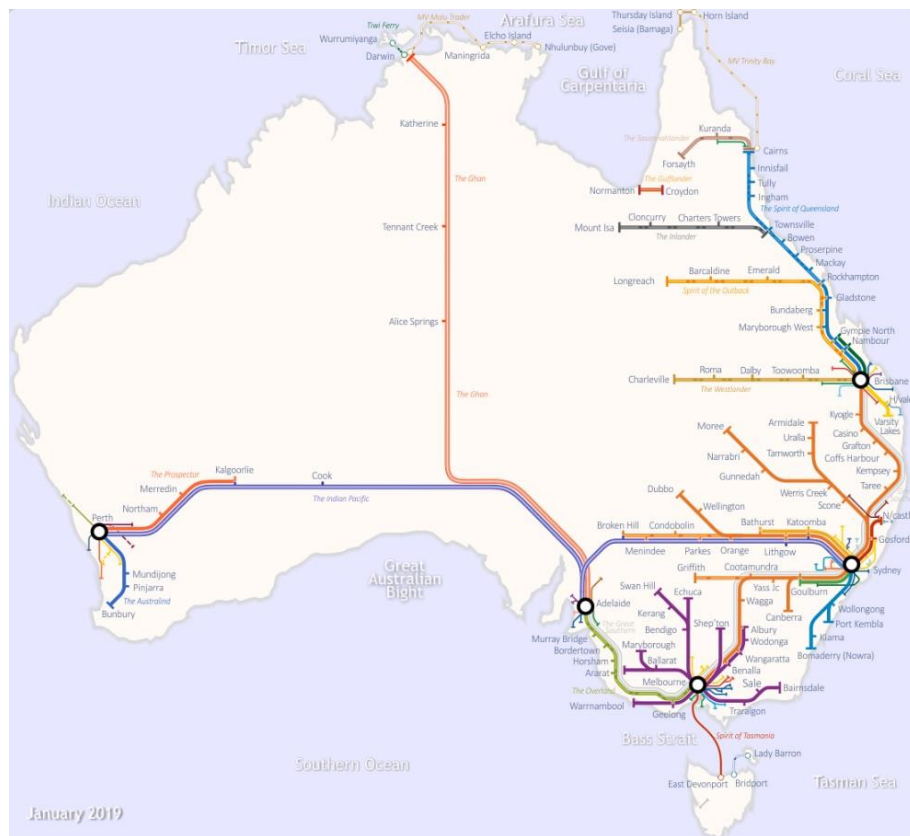 Thursday Island
Horn Island
Seisia (Bamaga)
Tiwi Ferry
MV Malu Trader
Arafura Sea
Wurrumiyanga
Elcho Island
Timor Sea
Darwin
Maningrida
Nhulunbuy (Gove)
MV Trinity Bay
Gulf of
Carpentaria
Coral Sea
Katherine
The Savannahlander
Kuranda
Cairns
Forsayth
Innisfail
Tully
Ingham
The Ghan
The Gulflander
Normanton
Croydon
Indian Ocean
The Spirit of Queensland
Cloncurry
Charters Towers
Townsville
Tennant Creek
Mount Isa
The Inlander
Bowen
Proserpine
Mackay
Barcaldine
Emerald
Rockhampton
Longreach
Spirit of the Outback
Gladstone
Bundaberg
Alice Springs
Maryborough West
Gympie North
Nambour
Roma
Dalby
Toowoomba
Charleville
Brisbane
The Westlander
The Ghan
H/vale
Varsity
Lakes
Kyogle
Moree
Armidale
Casino
Uralla
Grafton
Narrabri
Tamworth
Coffs Harbour
Gunnedah
Kempsey
The Prospector
Kalgoorlie
Cook
Dubbo
Werris Creek
Taree
Merredin
The Indian Pacific
Wellington
Scone
Northam
N/castle
Perth
Broken Hill
Condobolin
Bathurst
Katoomba
Gosford
Menindee
Parkes
Orange
Lithgow
Great
Australian
Bight
Griffith
Cootamundra
Sydney
Mundijong
Pinjarra
The Australind
Bunbury
Swan Hill
Echuca
Yass Jc
Goulburn
Adelaide
Kerang
Shep'ton
Wagga
Canberra
Wollongong
Port Kembla
The Great
Southern
Bendigo
Albury
Kiama
Murray Bridge
Maryborough
Wodonga
Bomaderry (Nowra)
Bordertown
Wangaratta
Horsham
Ballarat
Benalla
Ararat
Melbourne
Sale
The Overland
Bairnsdale
Warrnambool
Geelong
Traralgon
Bass Strait
Spirit of Tasmania
Lady Barron
Southern Ocean
East Devonport
Bridport
Tasman Sea
January 2019